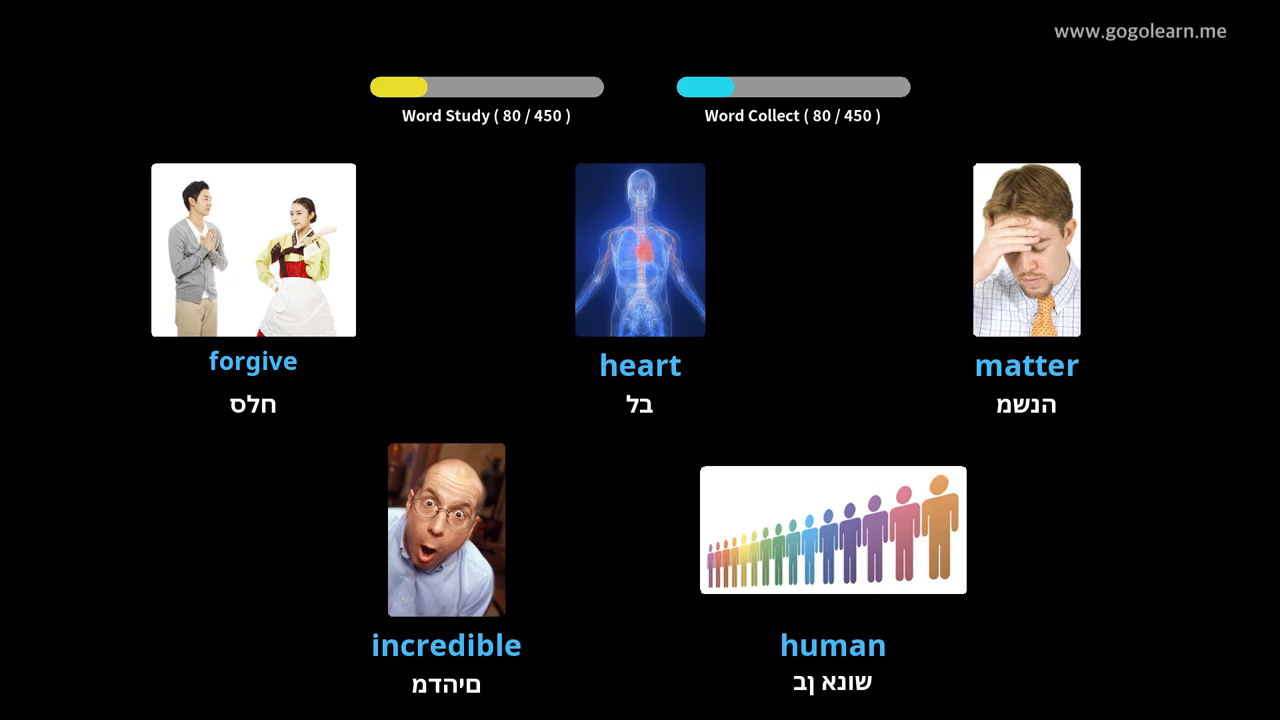 www.gogolearn.me
Word Study ( 80 / 450 )
Word Collect ( 80 / 450 )
forgive
חלס
heart
בל
matter
הנשמ
incredible
םיהדמ
human
שונא ןב